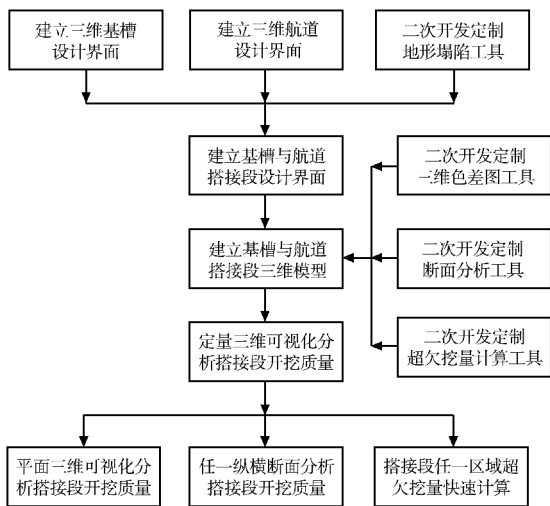 建立三维基槽
设计界面
建立三维航道
设计界面
二次开发定制
地形塌陷工具
建立基槽与航道
搭接段设计界面
二次开发定制
三维色差图工具
建立基槽与航道
搭接段三维模型
二次开发定制
断面分析工具
定量三维可视化分
析搭接段开挖质量
二次开发定制
超欠挖量计算工具
平面三维可视化分
析搭接段开挖质量
任一纵横断面分析
搭接段开挖质量
搭接段任一区域超
欠挖量快速计算